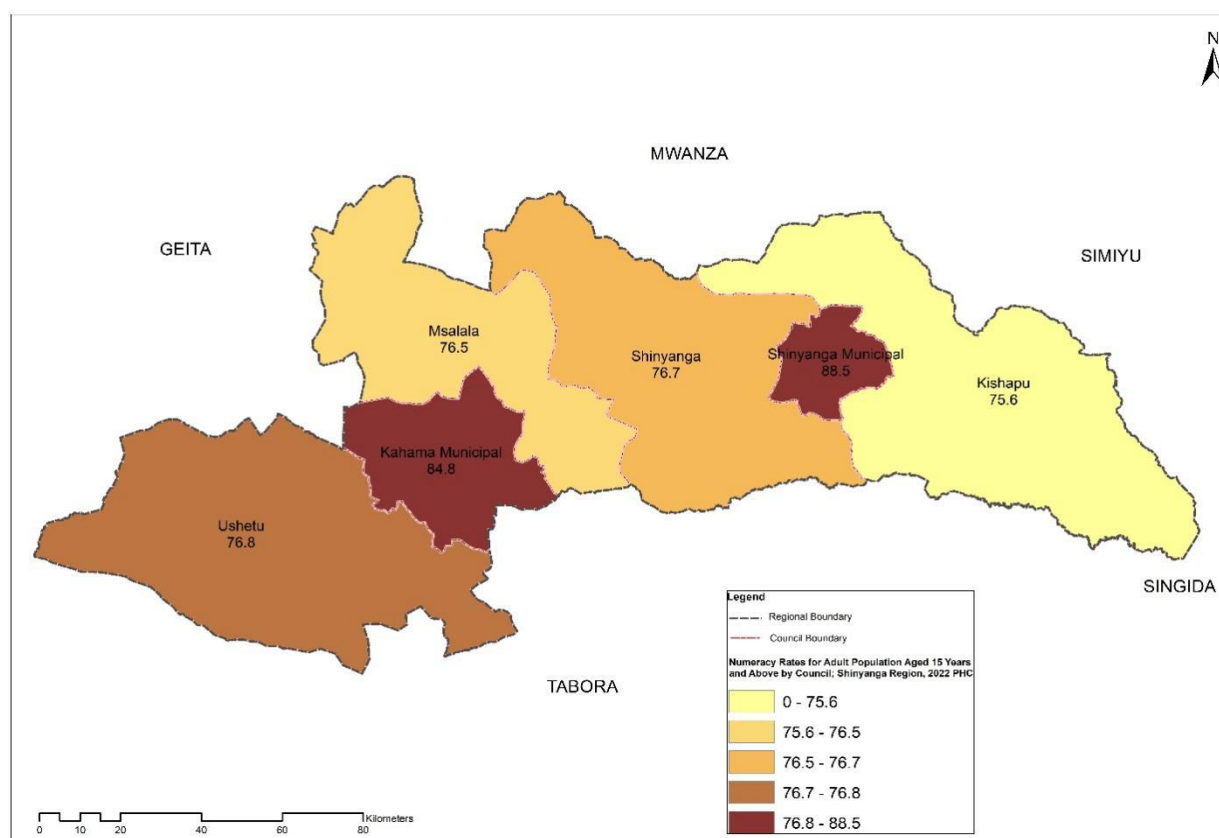 N
MWANZA
GEITA
SIMIYU
Msalala
76.5
Shinyanga
76.7
Shinyanga Municipal
88.5
Kishapu
75.6
Kahama Municipal
84.8
Ushetu
76.8
SINGIDA
TABORA
Legend
Regional Boundary
Council Boundary
Numeracy Rates for Adult Population Aged 15 Years
and Above by Council; Shinyanga Region, 2022 PHC
0 - 75.6
75.6 - 76.5
76.5 - 76.7
76.7 - 76.8
76.8 - 88.5
Kilometers
0 10 20 40 60 80